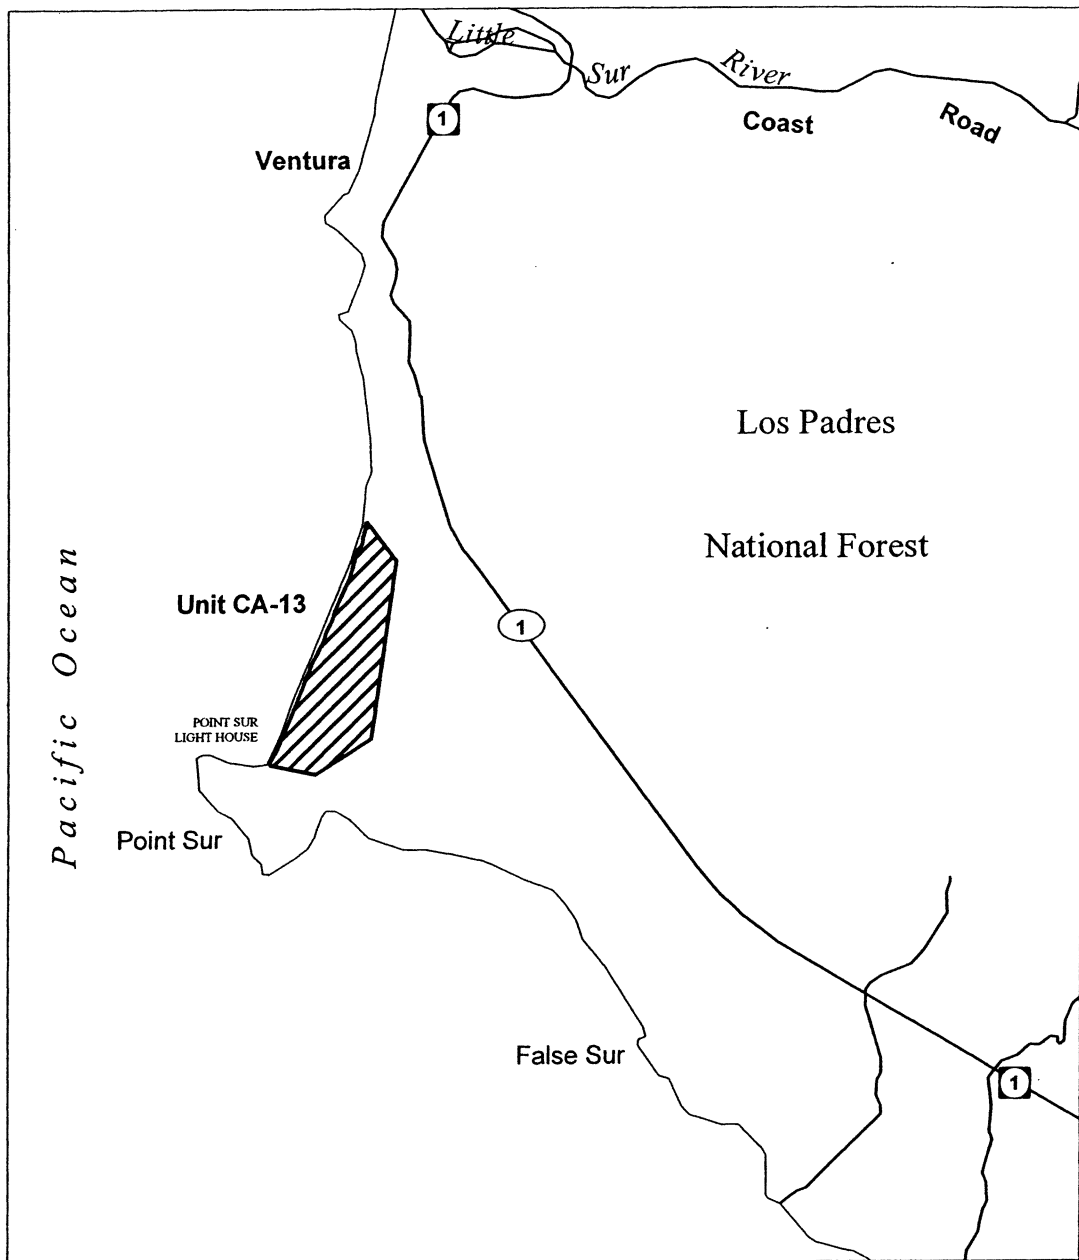 Little
Sur
River
Coast
Road
1
Ventura
Los Padres
National Forest
Pacific Ocean
Unit CA-13
1
POINT SUR
LIGHT HOUSE
Point Sur
False Sur
1